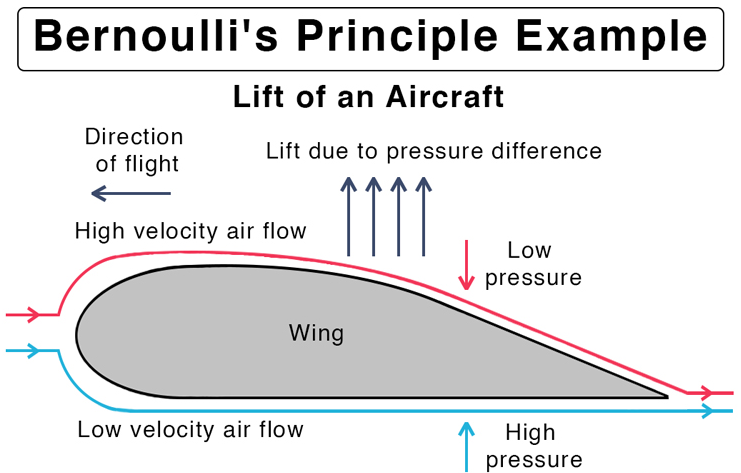 Bernoulli's Principle Example
Lift of an Aircraft
Direction
of flight
Lift due to pressure difference
High velocity air flow
Low
pressure
Wing
Low velocity air flow
High
pressure